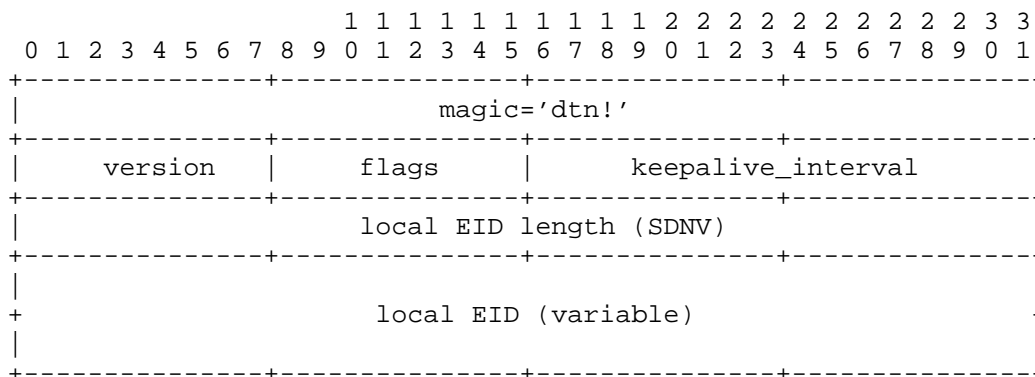 1 1 1 1 1 1 1 1 1 1 2 2 2 2 2 2 2 2 2 2 3 3
 0 1 2 3 4 5 6 7 8 9 0 1 2 3 4 5 6 7 8 9 0 1 2 3 4 5 6 7 8 9 0 1
+---------------+---------------+---------------+---------------
|                          magic=’dtn!’
+---------------+---------------+---------------+---------------
|     version   |     flags     |      keepalive_interval
+---------------+---------------+---------------+---------------
|                     local EID length (SDNV)
+---------------+---------------+---------------+---------------
|
+                      local EID (variable)                     -
|
+---------------+---------------+---------------+---------------